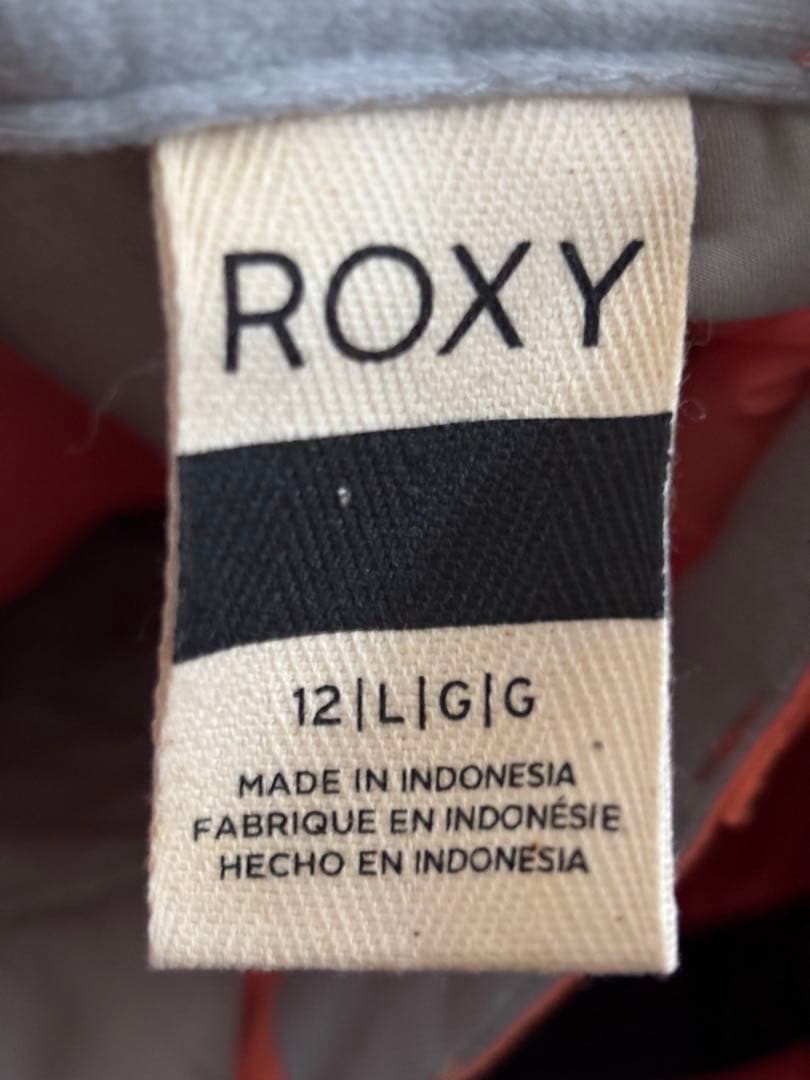 ROXY
12|L|G|G
MADE IN INDONESIA
FABRIQUE EN INDONÉSIE
HECHO EN INDONESIA